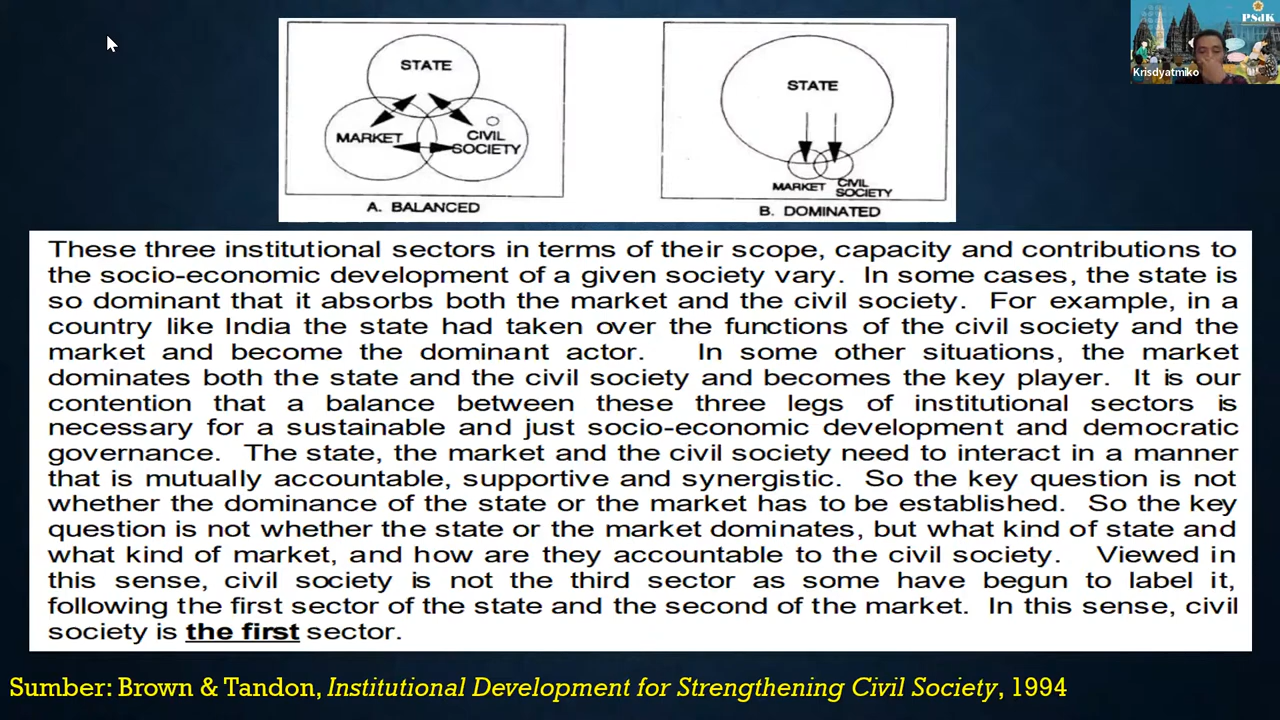 STATE
MARKET
CIVIL
SOCIETY
A. BALANCED
STATE
MARKET
CIVIL
SOCIETY
B. DOMINATED
PSdK
Krisdyatmiko
These three institutional sectors in terms of their scope, capacity and contributions to
the socio-economic development of a given society vary. In some cases, the state is
so dominant that it absorbs both the market and the civil society. For example, in a
country like India the state had taken over the functions of the civil society and the
market and become the dominant actor. In some other situations, the market
dominates both the state and the civil society and becomes the key player. It is our
contention that a balance between these three legs of institutional sectors is
necessary for a sustainable and just socio-economic development and democratic
governance. The state, the market and the civil society need to interact in a manner
that is mutually accountable, supportive and synergistic. So the key question is not
whether the dominance of the state or the market has to be established. So the key
question is not whether the state or the market dominates, but what kind of state and
what kind of market, and how are they accountable to the civil society. Viewed in
this sense, civil society is not the third sector as some have begun to label it,
following the first sector of the state and the second of the market. In this sense, civil
society is the first sector.
Sumber: Brown & Tandon, Institutional Development for Strengthening Civil Society, 1994